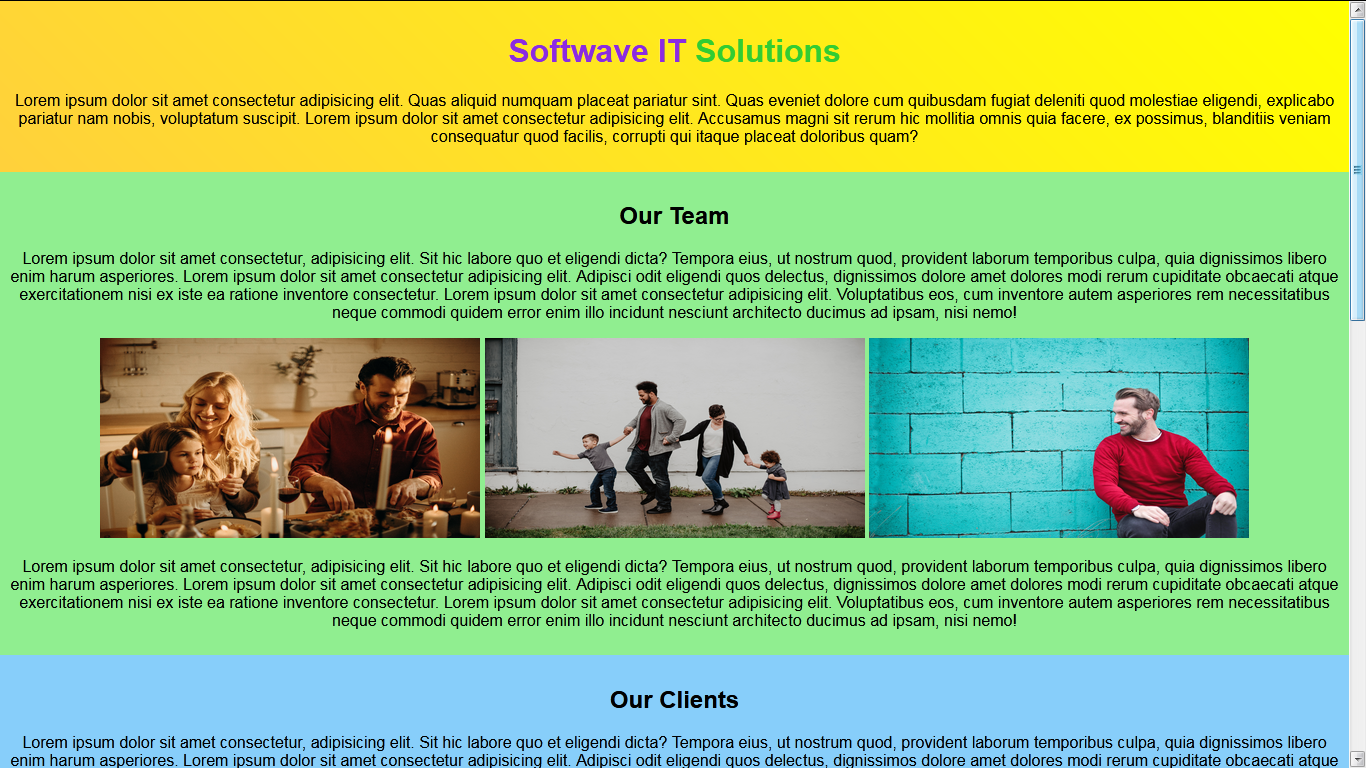 Softwave IT Solutions
Lorem ipsum dolor sit amet consectetur adipisicing elit. Quas aliquid numquam placeat pariatur sint. Quas eveniet dolore cum quibusdam fugiat deleniti quod molestiae eligendi, explicabo
pariatur nam nobis, voluptatum suscipit. Lorem ipsum dolor sit amet consectetur adipisicing elit. Accusamus magni sit rerum hic mollitia omnis quia facere, ex possimus, blanditiis veniam
consequatur quod facilis, corrupti qui itaque placeat doloribus quam?
Our Team
Lorem ipsum dolor sit amet consectetur, adipisicing elit. Sit hic labore quo et eligendi dicta? Tempora eius, ut nostrum quod, provident laborum temporibus culpa, quia dignissimos libero
enim harum asperiores. Lorem ipsum dolor sit amet consectetur adipisicing elit. Adipisci odit eligendi quos delectus, dignissimos dolore amet dolores modi rerum cupiditate obcaecati atque
exercitationem nisi ex iste ea ratione inventore consectetur. Lorem ipsum dolor sit amet consectetur adipisicing elit. Voluptatibus eos, cum inventore autem asperiores rem necessitatibus
neque commodi quidem error enim illo incidunt nesciunt architecto ducimus ad ipsam, nisi nemo!
Lorem ipsum dolor sit amet consectetur, adipisicing elit. Sit hic labore quo et eligendi dicta? Tempora eius, ut nostrum quod, provident laborum temporibus culpa, quia dignissimos libero
enim harum asperiores. Lorem ipsum dolor sit amet consectetur adipisicing elit. Adipisci odit eligendi quos delectus, dignissimos dolore amet dolores modi rerum cupiditate obcaecati atque
exercitationem nisi ex iste ea ratione inventore consectetur. Lorem ipsum dolor sit amet consectetur adipisicing elit. Voluptatibus eos, cum inventore autem asperiores rem necessitatibus
neque commodi quidem error enim illo incidunt nesciunt architecto ducimus ad ipsam, nisi nemo!
Our Clients
Lorem ipsum dolor sit amet consectetur, adipisicing elit. Sit hic labore quo et eligendi dicta? Tempora eius, ut nostrum quod, provident laborum temporibus culpa, quia dignissimos libero
enim harum asperiores. Lorem ipsum dolor sit amet consectetur adipisicing elit. Adipisci odit eligendi quos delectus, dignissimos dolore amet dolores modi rerum cupiditate obcaecati atque